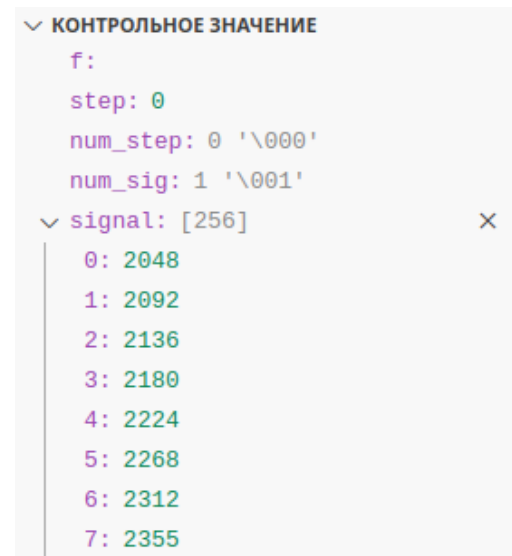 КОНТРОЛЬНОЕ ЗНАЧЕНИЕ
f:
step: 0
num_step: 0 '\000'
num_sig: 1 '\001'
signal: [256]
0: 2048
1: 2092
2: 2136
3: 2180
4: 2224
5: 2268
6: 2312
7: 2355